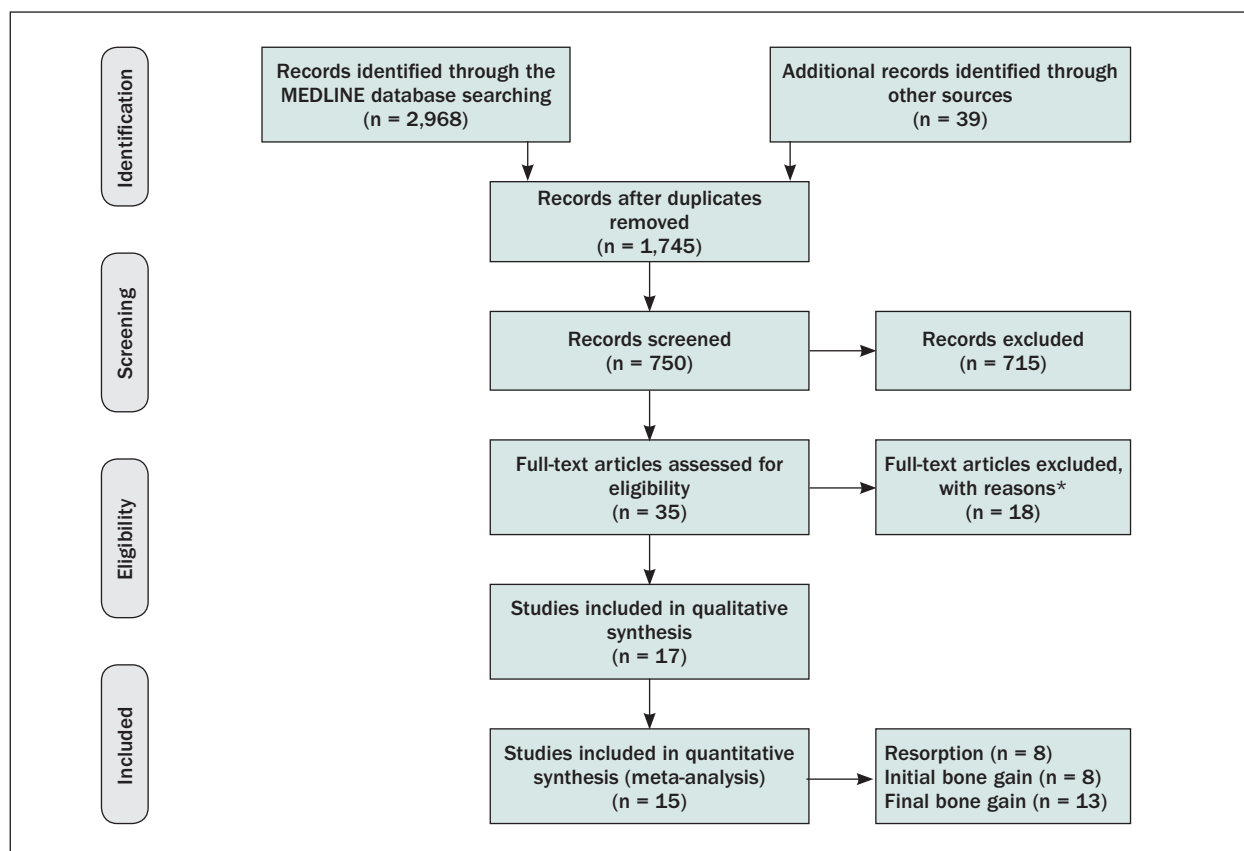 Identification
Records identified through the
MEDLINE database searching
(n = 2,968)
Additional records identified through
other sources
(n = 39)
Records after duplicates
removed
(n = 1,745)
Screening
Records screened
(n = 750)
Records excluded
(n = 715)
Eligibility
Full-text articles assessed for
eligibility
(n = 35)
Full-text articles excluded,
with reasons*
(n = 18)
Studies included in qualitative
synthesis
(n = 17)
Included
Studies included in quantitative
synthesis (meta-analysis)
(n = 15)
Resorption (n = 8)
Initial bone gain (n = 8)
Final bone gain (n = 13)